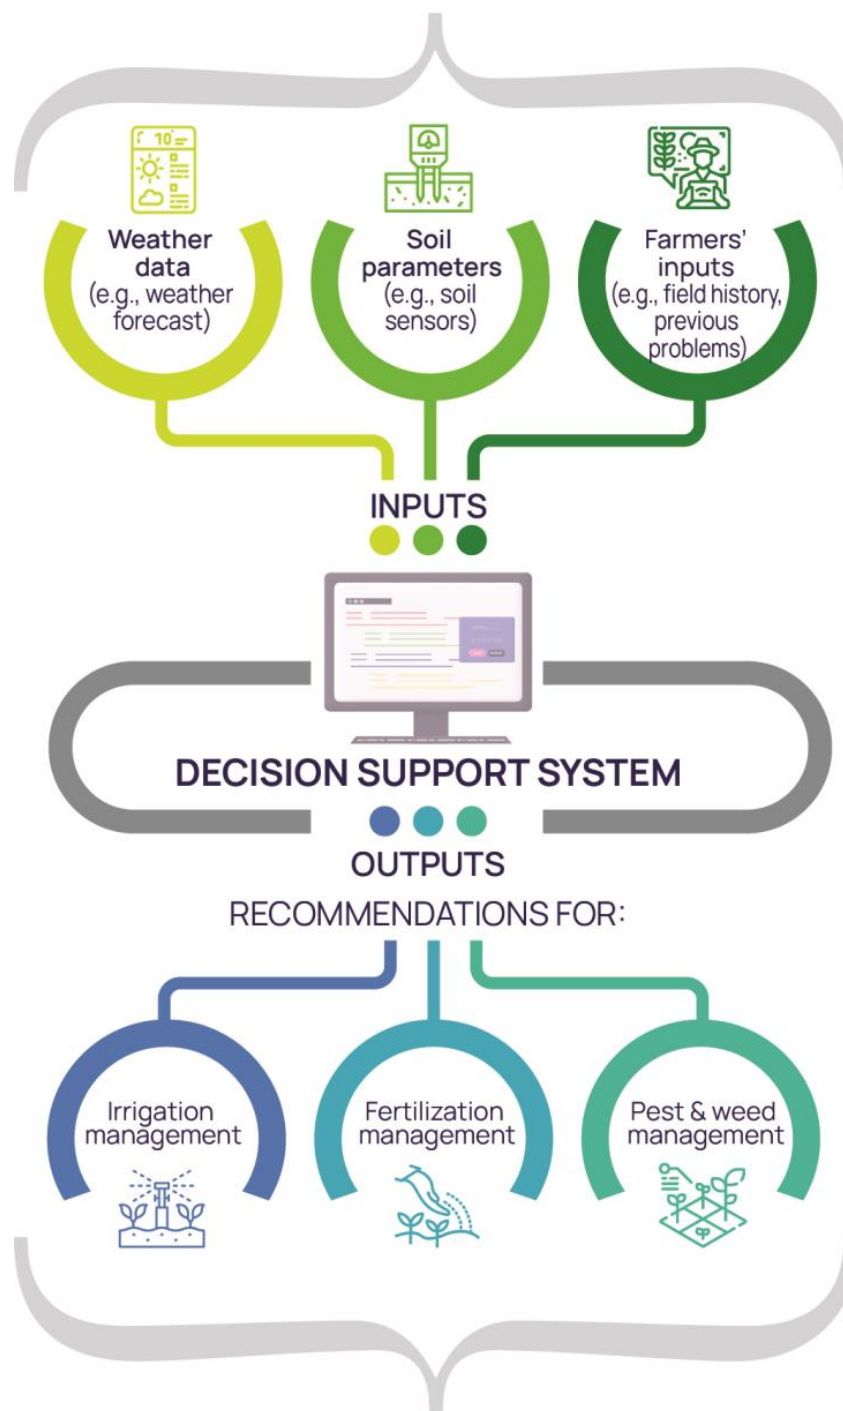 10°
Weather
data
(e.g., weather
forecast)
Soil
parameters
(e.g., soil
sensors)
Farmers'
inputs
(e.g., field history,
previous
problems)
INPUTS
DECISION SUPPORT SYSTEM
OUTPUTS
RECOMMENDATIONS FOR:
Irrigation
management
Fertilization
management
Pest & weed
management